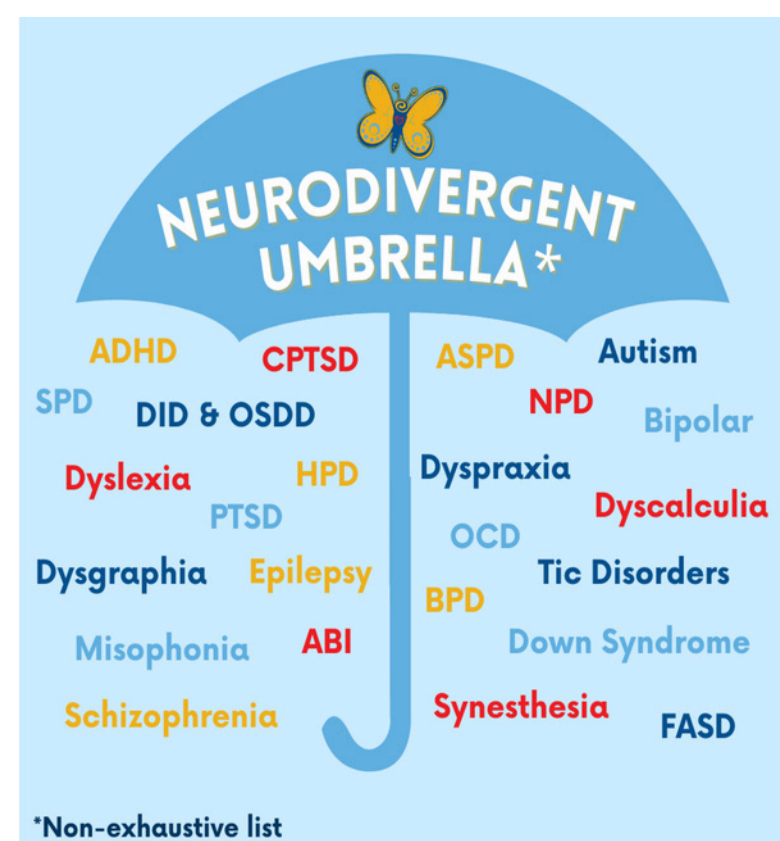 NEURODIVERGENT
UMBRELLA*
ADHD
CPTSD
SPD
DID & OSDD
Dyslexia
HPD
PTSD
Dysgraphia
Epilepsy
Misophonia
ABI
Schizophrenia
ASPD
Autism
NPD
Bipolar
Dyspraxia
Dyscalculia
OCD
Tic Disorders
BPD
Down Syndrome
Synesthesia
FASD
*Non-exhaustive list